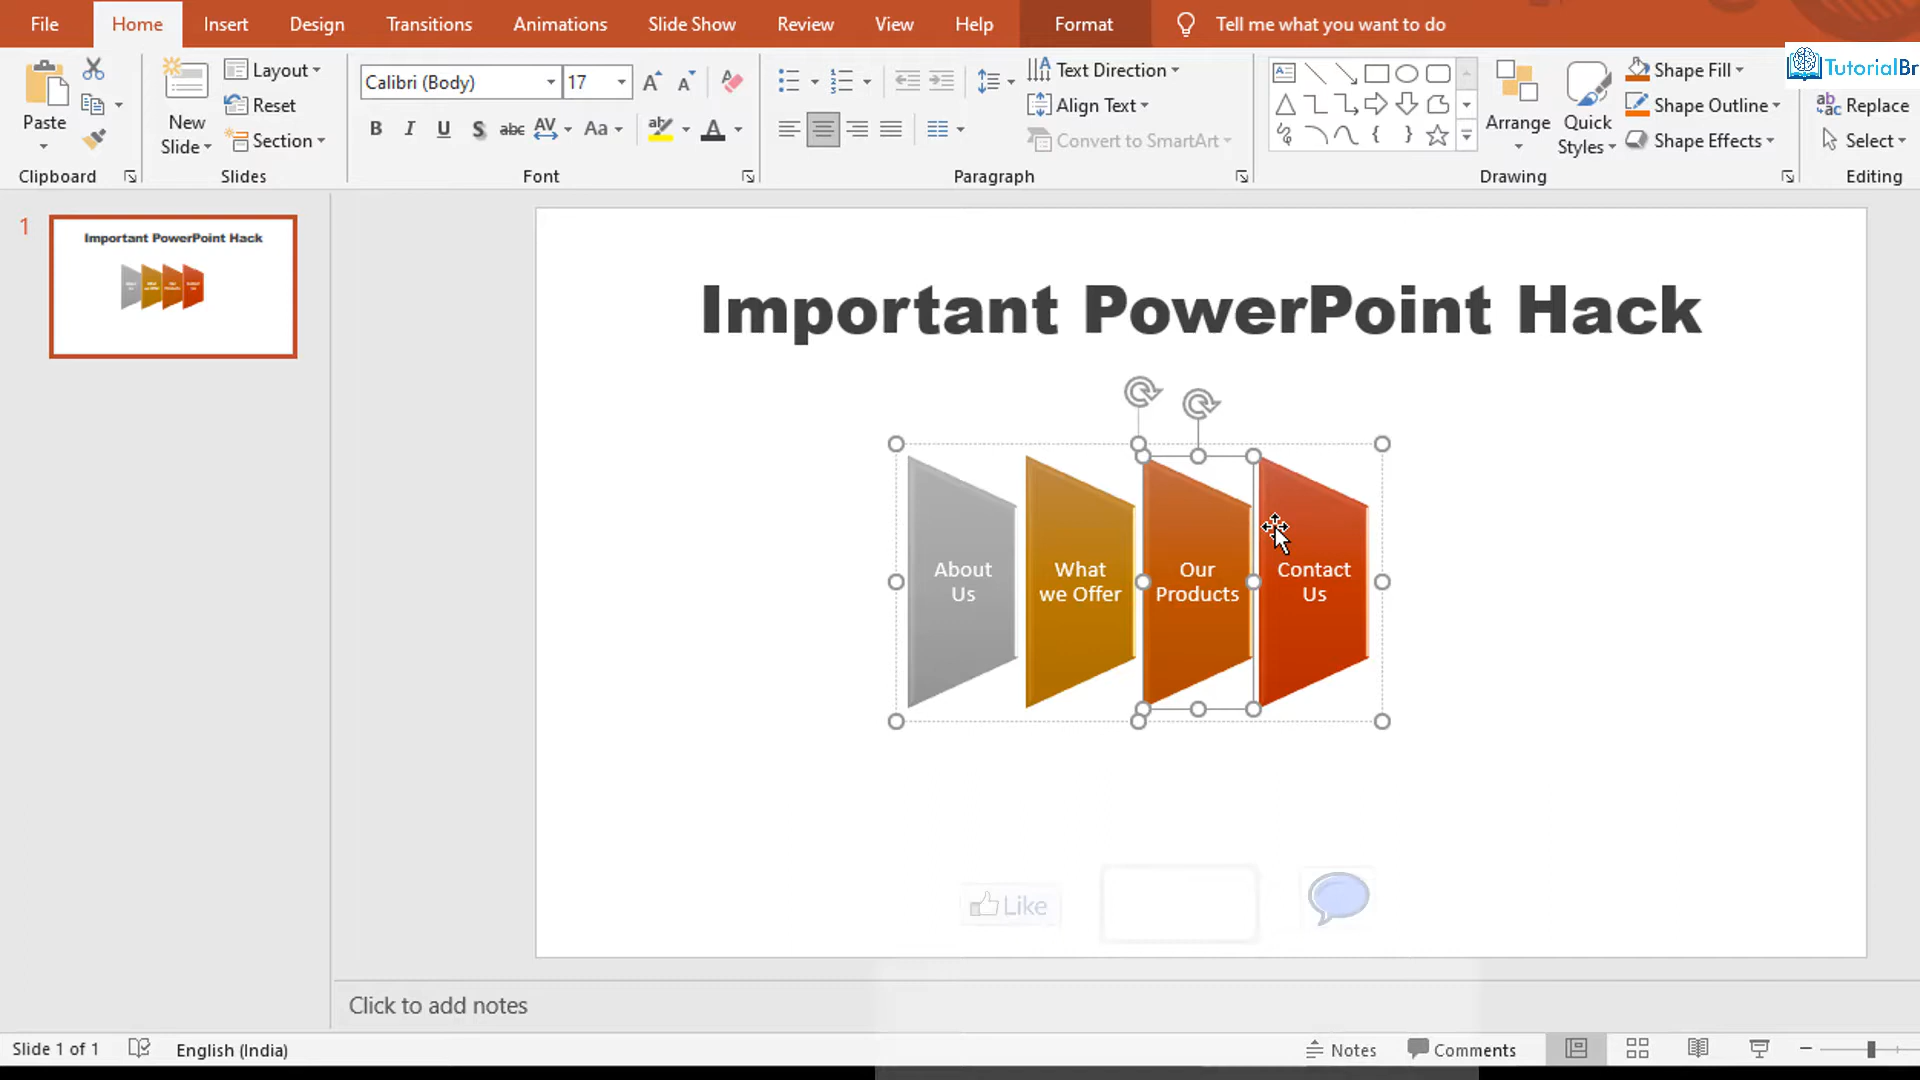 File Home Insert Design Transitions Animations Slide Show Review View Help Format Tell me what you want to do
TutorialBr
Paste
Clipboard
New
Slide
Layout
Reset
Section
Slides
Calibri (Body) 17
B I U S abc AV Aa A
Font
Text Direction
Align Text
Convert to SmartArt
Paragraph
Arrange
Quick
Styles
Shape Fill
Shape Outline
Shape Effects
Drawing
Replace
Select
Editing
1
Important PowerPoint Hack
Important PowerPoint Hack
About
Us
What
we Offer
Our
Products
Contact
Us
Like
Click to add notes
Slide 1 of 1 English (India) Notes Comments